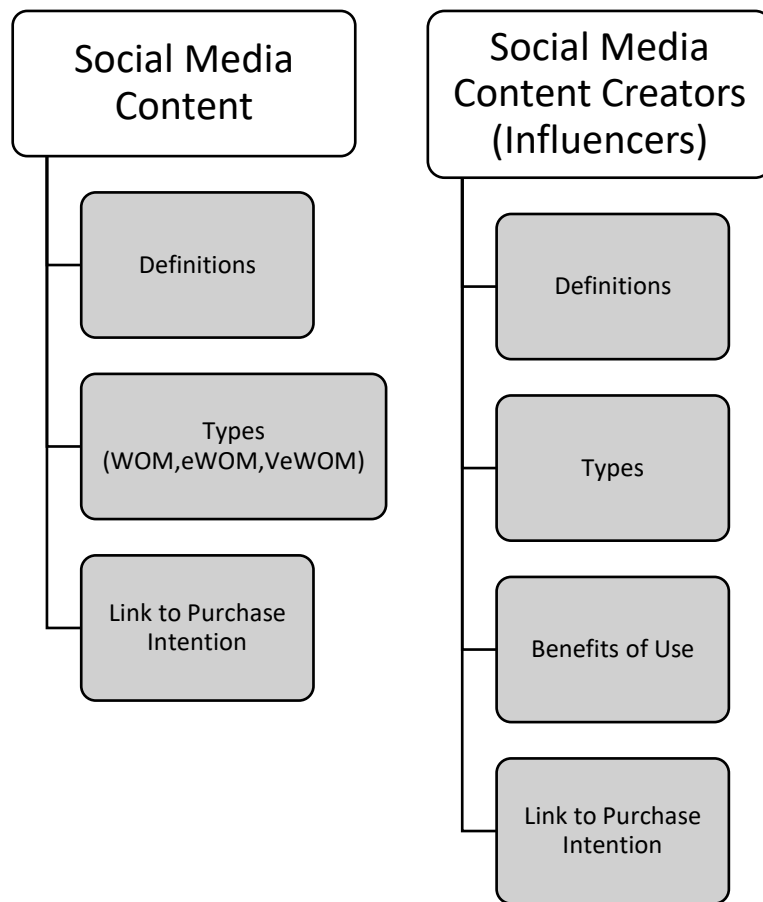 Social Media
Content
Definitions
Types
(WOM,eWOM,VeWOM)
Link to Purchase
Intention
Social Media
Content Creators
(Influencers)
Definitions
Types
Benefits of Use
Link to Purchase
Intention